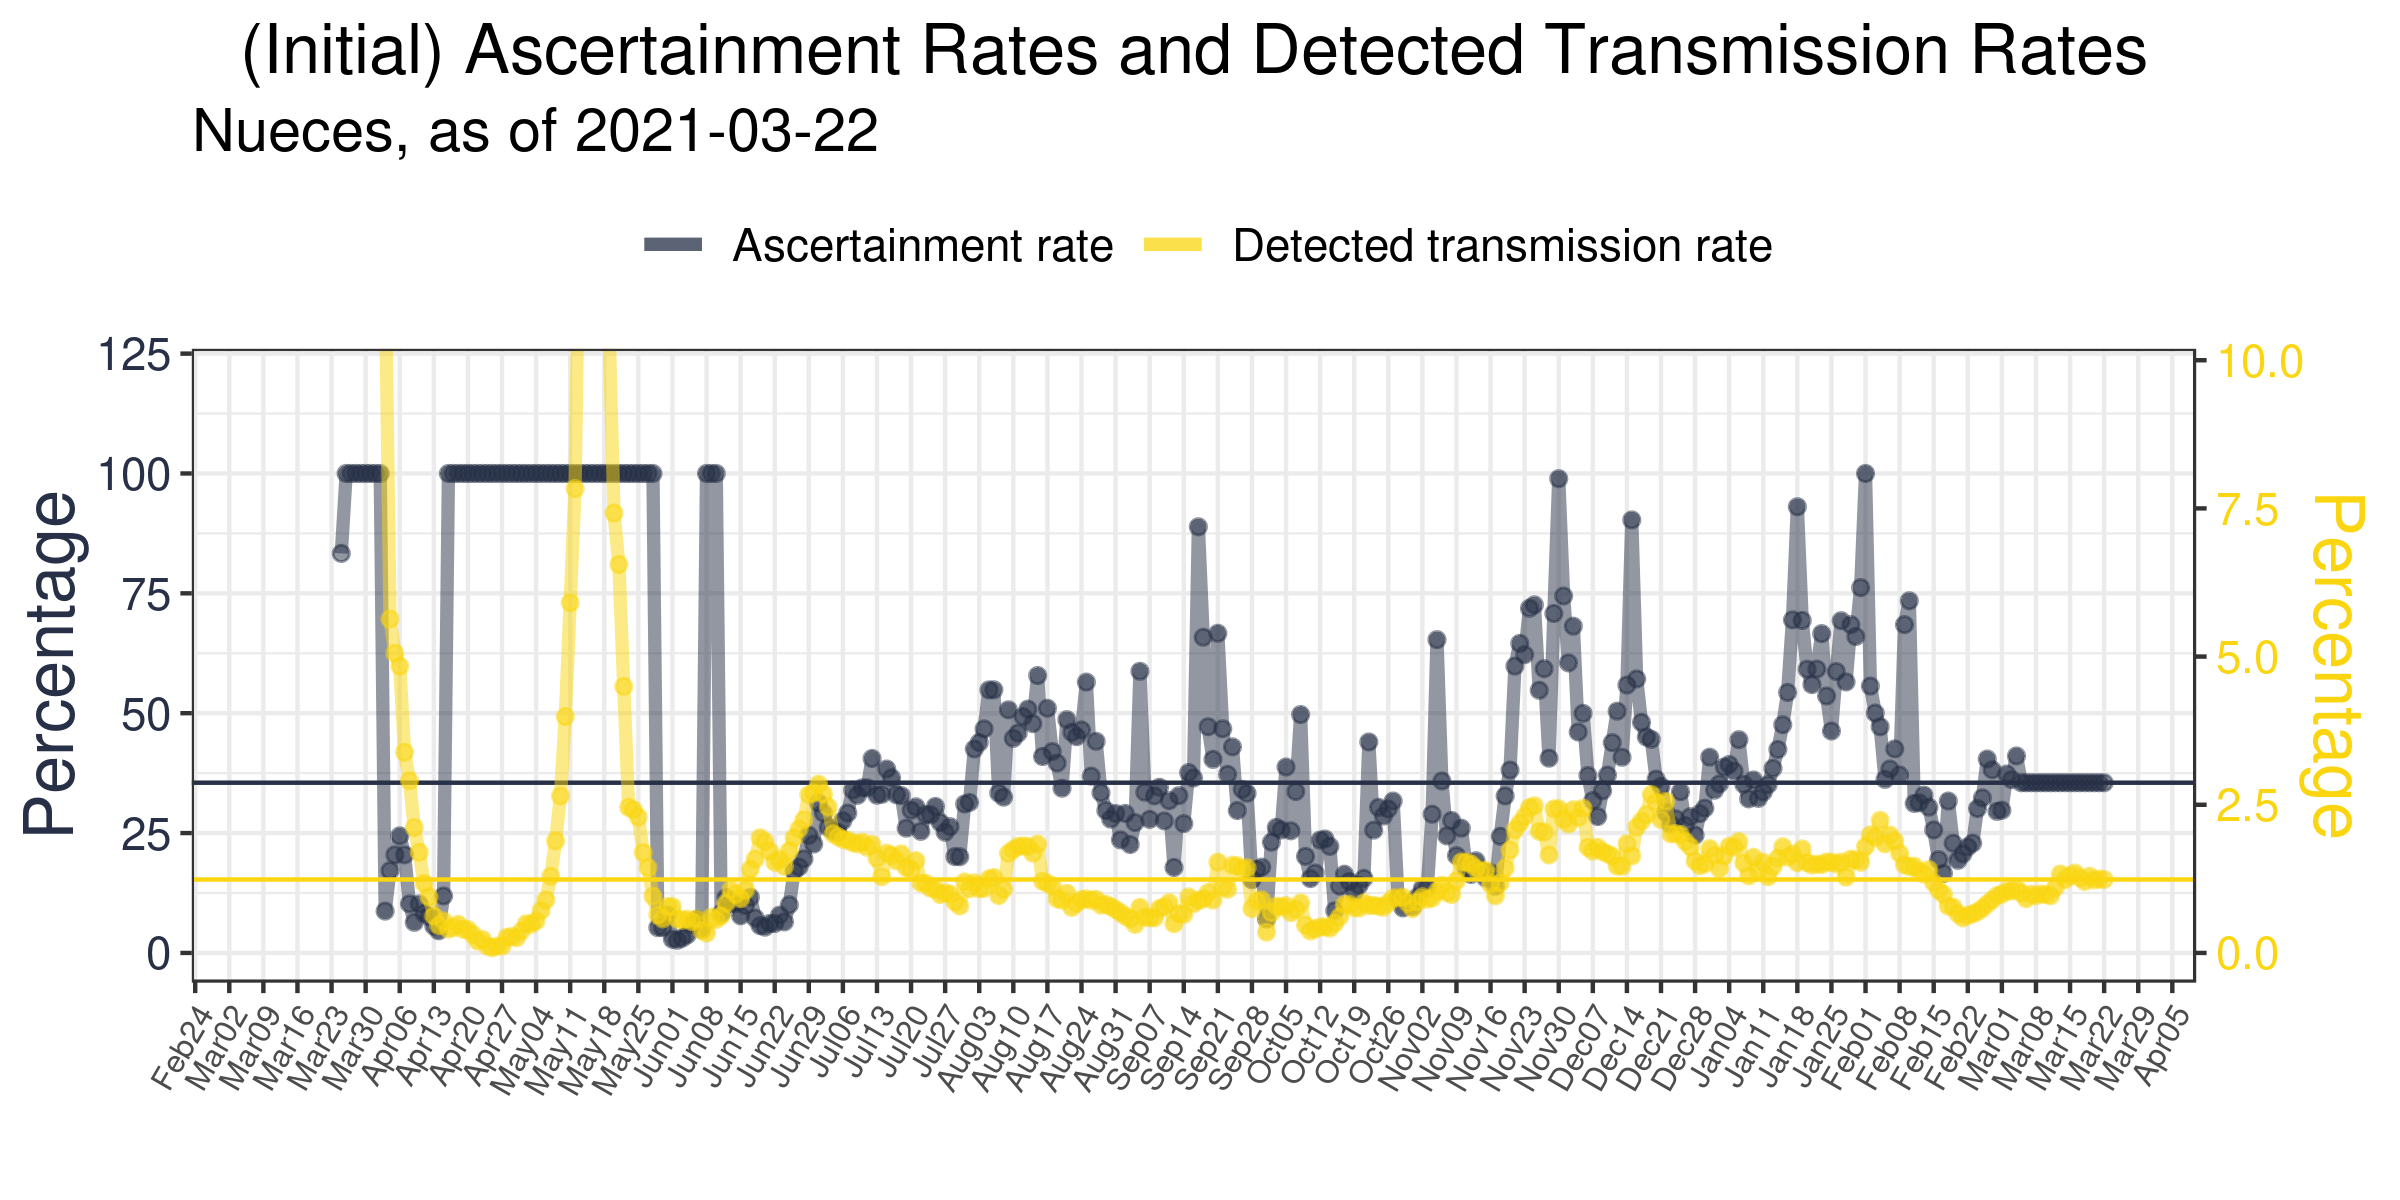 (Initial) Ascertainment Rates and Detected Transmission Rates
Nueces, as of 2021-03-22
Ascertainment rate
Detected transmission rate
Percentage
125
100
75
50
25
0
10.0
7.5
5.0
2.5
0.0
Percentage
Feb24
Mar02
Mar09
Mar16
Mar23
Mar30
Apr06
Apr13
Apr20
Apr27
May04
May11
May18
May25
Jun01
Jun08
Jun15
Jun22
Jun29
Jul06
Jul13
Jul20
Jul27
Aug03
Aug10
Aug17
Aug24
Aug31
Sep07
Sep14
Sep21
Sep28
Oct05
Oct12
Oct19
Oct26
Nov02
Nov09
Nov16
Nov23
Nov30
Dec07
Dec14
Dec21
Dec28
Jan04
Jan11
Jan18
Jan25
Feb01
Feb08
Feb15
Feb22
Mar01
Mar08
Mar15
Mar22
Mar29
Apr05